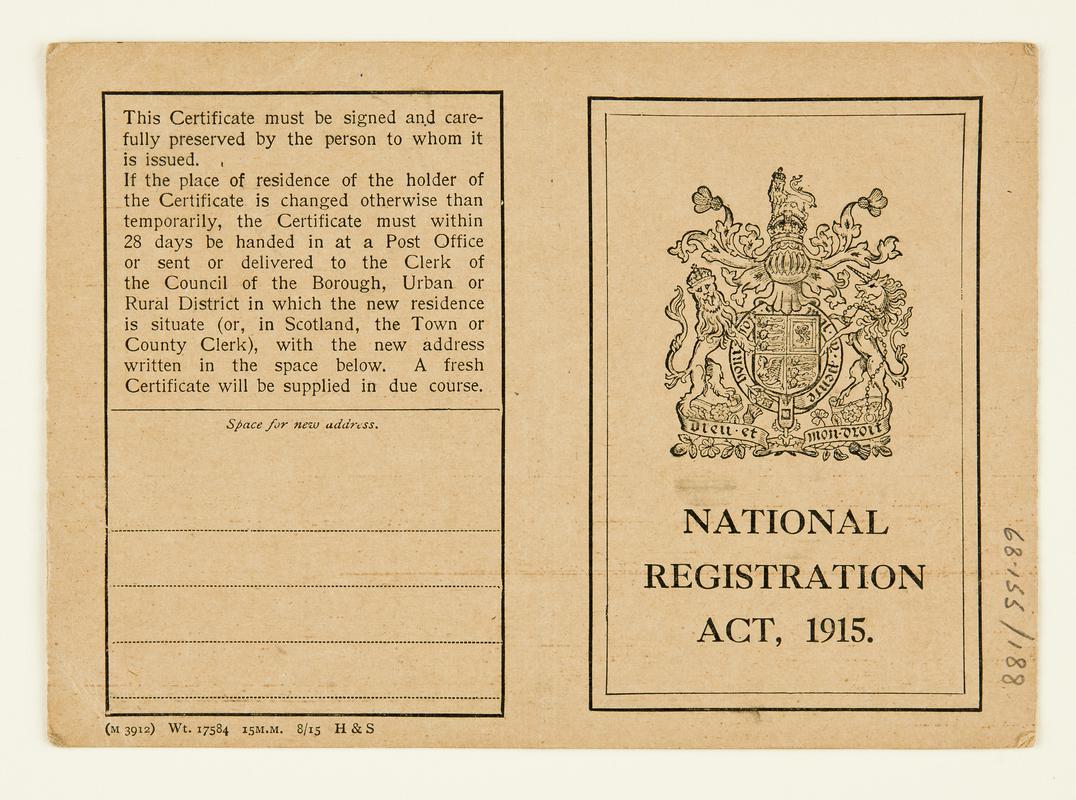 This Certificate must be signed and care-
fully preserved by the person to whom it
is issued.
If the place of residence of the holder of
the Certificate is changed otherwise than
temporarily, the Certificate must within
28 days be handed in at a Post Office
or sent or delivered to the Clerk of
the Council of the Borough, Urban or
Rural District in which the new residence
is situate (or, in Scotland, the Town or
County Clerk), with the new address
written in the space below. A fresh
Certificate will be supplied in due course.
Space for new address.
(M 3912) Wt. 17584 15M.M. 8/15 H & S
Dieu·et mon·droit
NATIONAL
REGISTRATION
ACT, 1915.
68·155/188